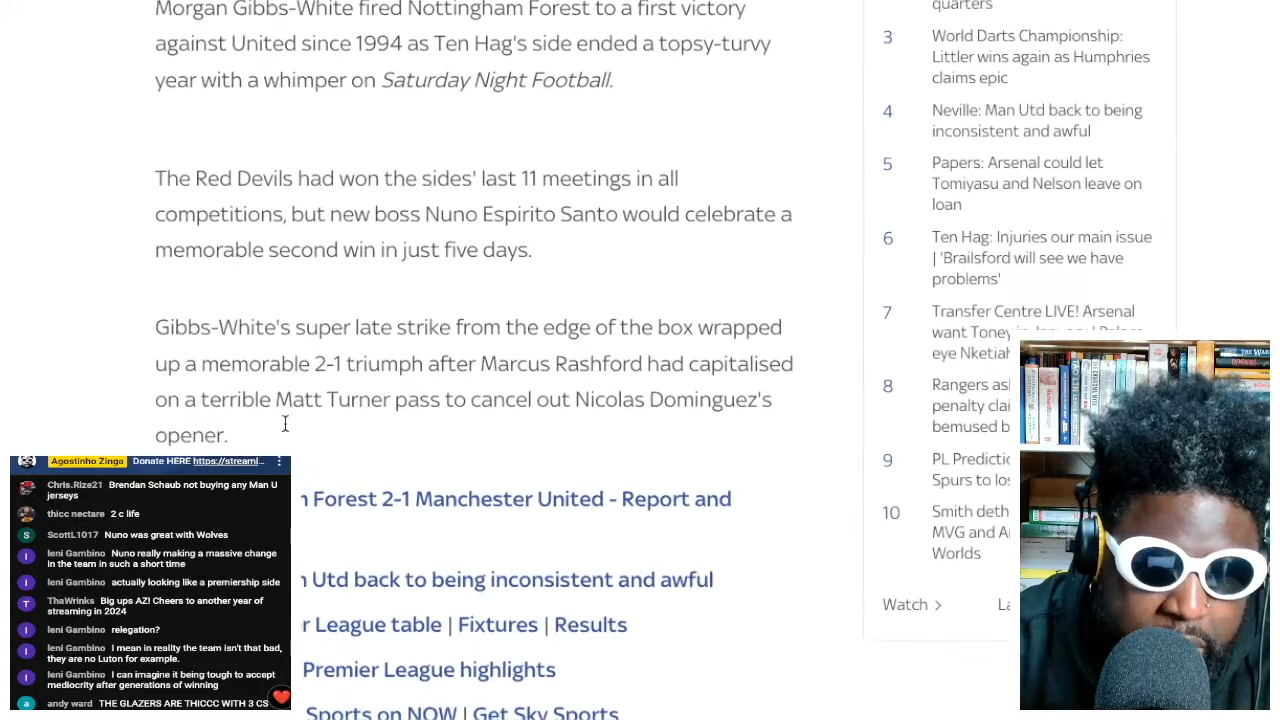 Morgan Gibbs-White fired Nottingham Forest to a first victory
against United since 1994 as Ten Hag's side ended a topsy-turvy
year with a whimper on Saturday Night Football.
The Red Devils had won the sides' last 11 meetings in all
competitions, but new boss Nuno Espirito Santo would celebrate a
memorable second win in just five days.
Gibbs-White's super late strike from the edge of the box wrapped
up a memorable 2-1 triumph after Marcus Rashford had capitalised
on a terrible Matt Turner pass to cancel out Nicolas Dominguez's
opener.
Forest 2-1 Manchester United - Report and
Utd back to being inconsistent and awful
League table | Fixtures | Results
Premier League highlights
Sports on NOW | Get Sky Sports
quarters
3 World Darts Championship:
Littler wins again as Humphries
claims epic
4 Neville: Man Utd back to being
inconsistent and awful
5 Papers: Arsenal could let
Tomiyasu and Nelson leave on
loan
6 Ten Hag: Injuries our main issue
| 'Brailsford will see we have
problems'
7 Transfer Centre LIVE! Arsenal
want Toney in
eye
8 Rangers
penalty
bemused
9 PL
Spurs to
10 Smith
MVG and
Worlds
Watch >
Agostinho Zinga Donate HERE https://streaml...
Chris.Rize21 Brendan Schaub not buying any Man U
jerseys
thicc nectare 2 c life
S ScottL1017 Nuno was great with Wolves
I Ieni Gambino Nuno really making a massive change
in the team in such a short time
I Ieni Gambino actually looking like a premiership side
T ThaWrinks Big ups AZ! Cheers to another year of
streaming in 2024
I Ieni Gambino relegation?
I Ieni Gambino I mean in reality the team isn't that bad,
they are no Luton for example.
I Ieni Gambino I can imagine it being tough to accept
mediocrity after generations of winning
a andy ward THE GLAZERS ARE THICCC WITH 3 CS